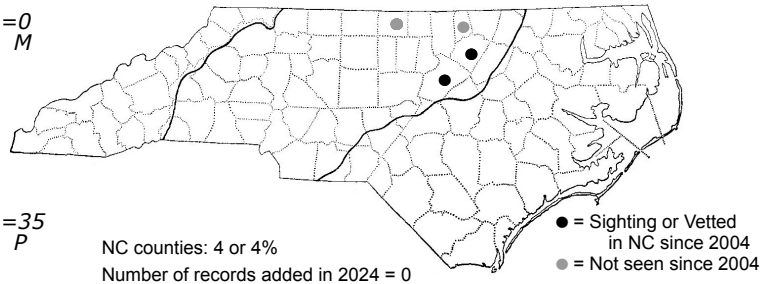 =0
M
=35
P
NC counties: 4 or 4%
Number of records added in 2024 = 0
● = Sighting or Vetted
in NC since 2004
● = Not seen since 2004